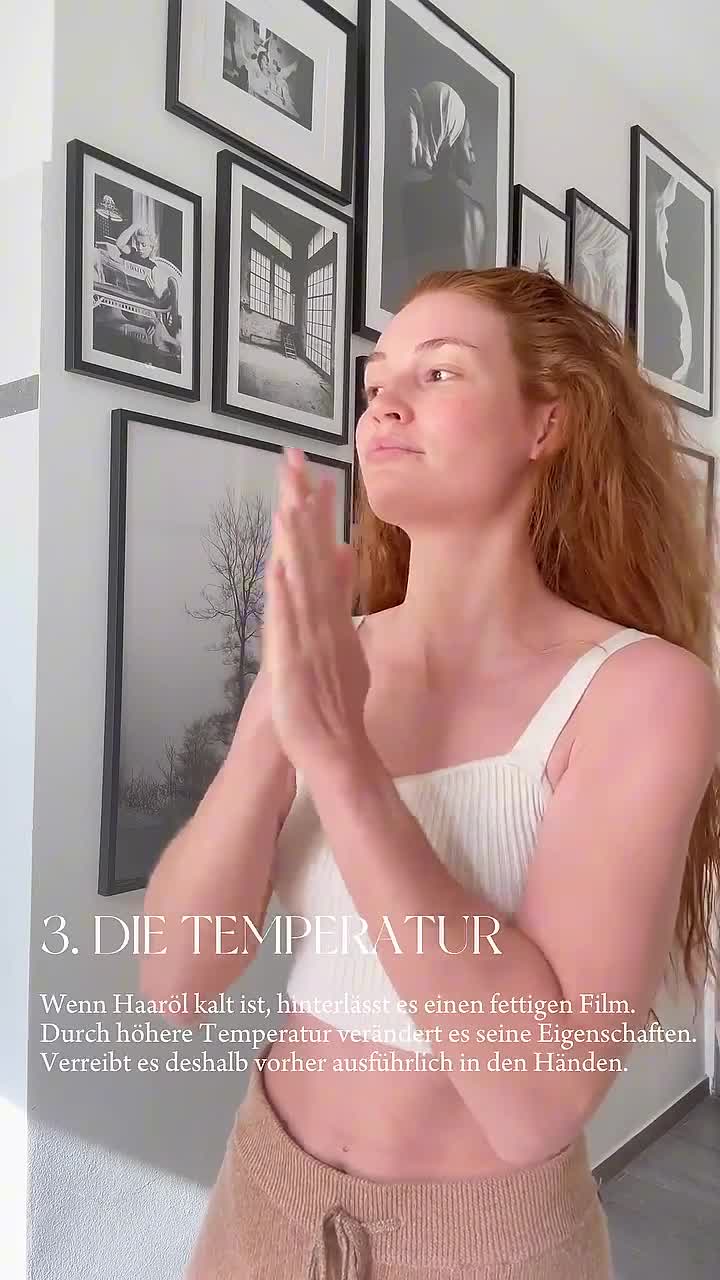 3. DIE TEMPERATUR
Wenn Haaröl kalt ist, hinterlässt es einen fettigen Film.
Durch höhere Temperatur verändert es seine Eigenschaften.
Verreibt es deshalb vorher ausführlich in den Händen.